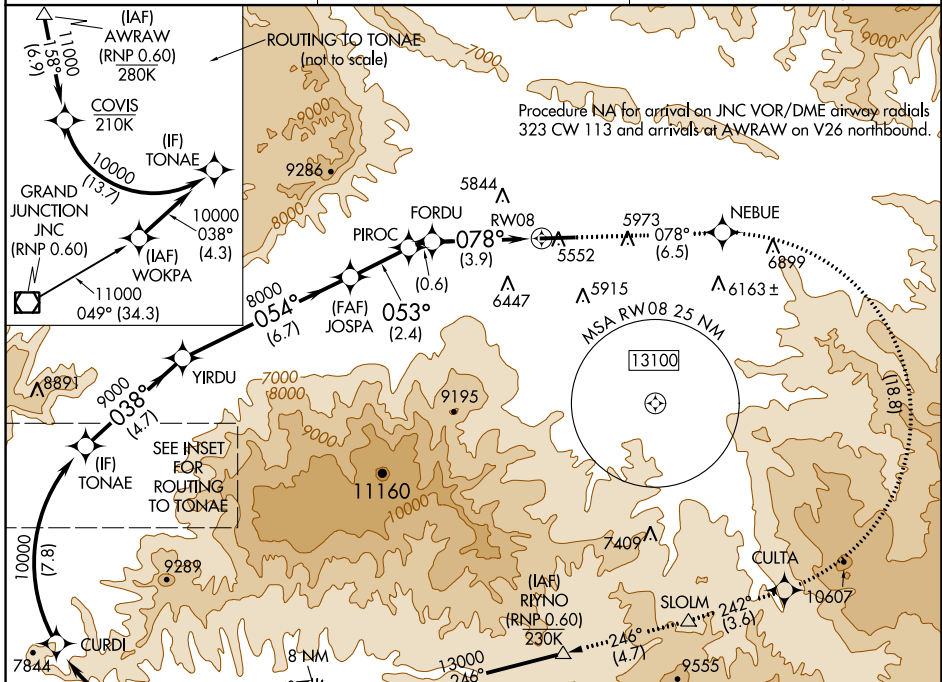 (IAF)
AWRAW
(RNP 0.60)
280K
11000
158°
(6.9)
COVIS
210K
ROUTING TO TONAE
(not to scale)
(IF)
TONAE
10000
(13.7)
GRAND
JUNCTION
JNC
(RNP 0.60)
10000
038°
(4.3)
(IAF)
WOKPA
11000
049° (34.3)
7000
9000
9000
8000
9286
Procedure NA for arrival on JNC VOR/DME airway radials
323 CW 113 and arrivals at AWRAW on V26 northbound.
5844
FORDU
PIROC
RW08
078°
(3.9)
(0.6)
5552
5973
078°
(6.5)
NEBUE
6899
6447
5915
6163±
(FAF)
JOSPA
053°
(2.4)
8000
054°
(6.7)
YIRDU
MSA RW08 25 NM
13100
8891
9000
038°
(4.7)
7000
8000
9000
9195
(18.8)
(IF)
TONAE
SEE INSET
FOR
ROUTING
TO TONAE
11160
10000
10000
(7.8)
9289
7409
CULTA
10607
(IAF)
RIYNO
(RNP 0.60)
230K
SLOLM
242°
(3.6)
246°
(4.7)
CURDI
7844
8 NM
13000
246°
9555